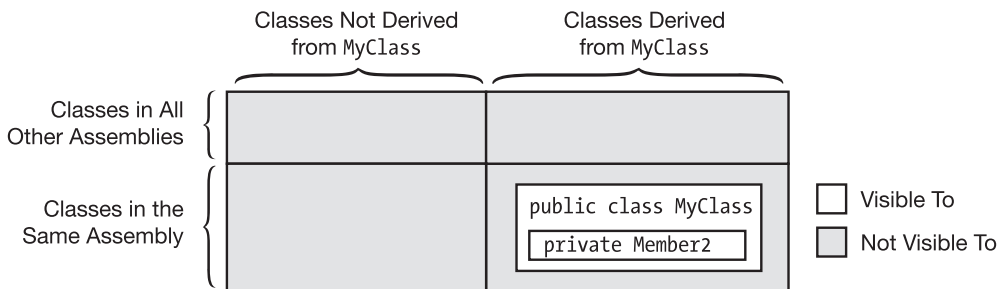 Classes Not Derived
from MyClass
Classes Derived
from MyClass
Classes in All
Other Assemblies
Classes in the
Same Assembly
public class MyClass
private Member2
Visible To
Not Visible To